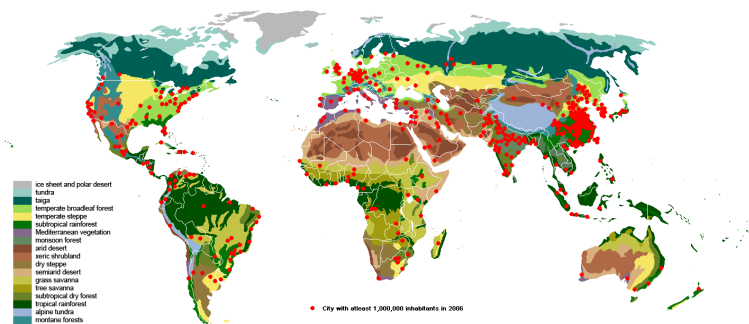 ice sheet and polar desert
tundra
taiga
temperate broadleaf forest
temperate steppe
subtropical rainforest
Mediterranean vegetation
monsoon forest
arid desert
xeric shrubland
dry steppe
semiarid desert
grass savanna
tree savanna
subtropical dry forest
tropical rainforest
alpine tundra
montane forests
City with atleast 1,000,000 inhabitants in 2006